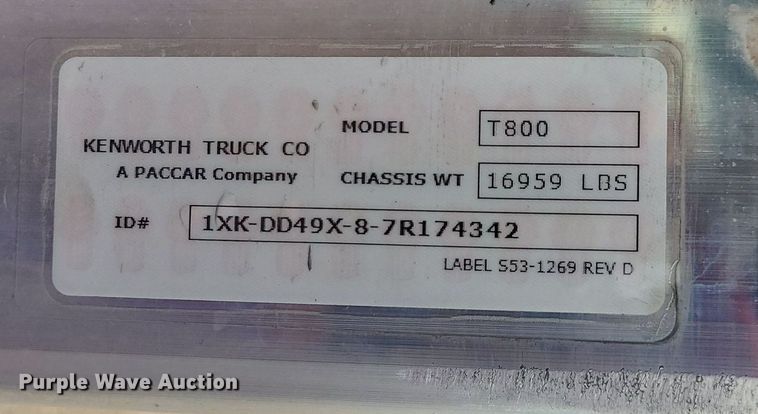 MODEL T800
KENWORTH TRUCK CO
A PACCAR Company CHASSIS WT 16959 LBS
ID# 1XK-DD49X-8-7R174342
LABEL S53-1269 REV D
Purple Wave Auction